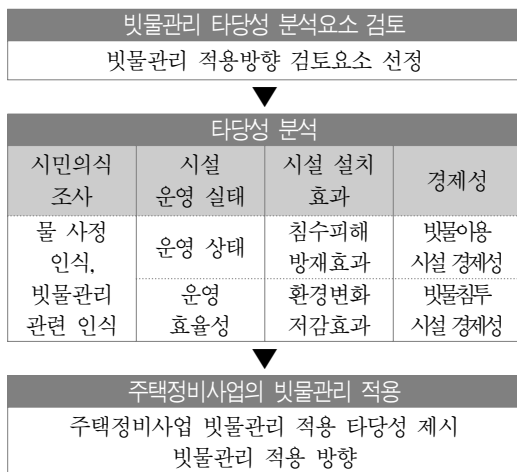 빗물관리 타당성 분석요소 검토
빗물관리 적용방향 검토요소 선정
타당성 분석
시민의식 조사
시설 운영 실태
시설 설치 효과
경제성
물 사정 인식, 빗물관리 관련 인식
운영 상태
침수피해 방재효과
빗물이용 시설 경제성
운영 효율성
환경변화 저감효과
빗물침투 시설 경제성
주택정비사업의 빗물관리 적용
주택정비사업 빗물관리 적용 타당성 제시
빗물관리 적용 방향